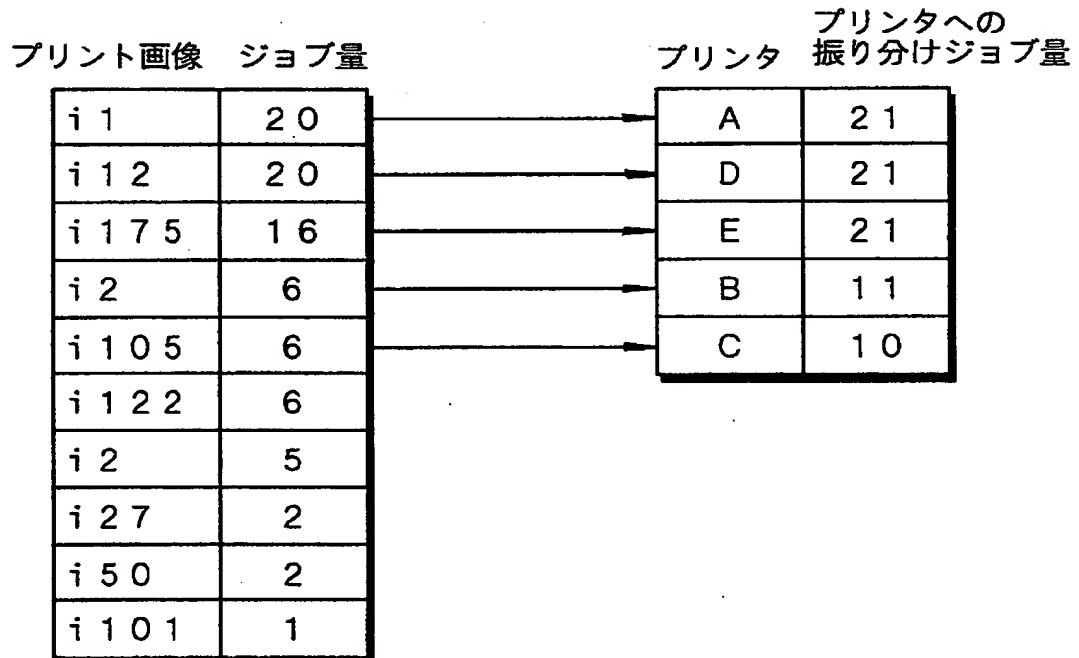 プリント画像 ジョブ量
i1 20
i12 20
i175 16
i2 6
i105 6
i122 6
i2 5
i27 2
i50 2
i101 1
プリンタ プリンタへの
振り分けジョブ量
A 21
D 21
E 21
B 11
C 10